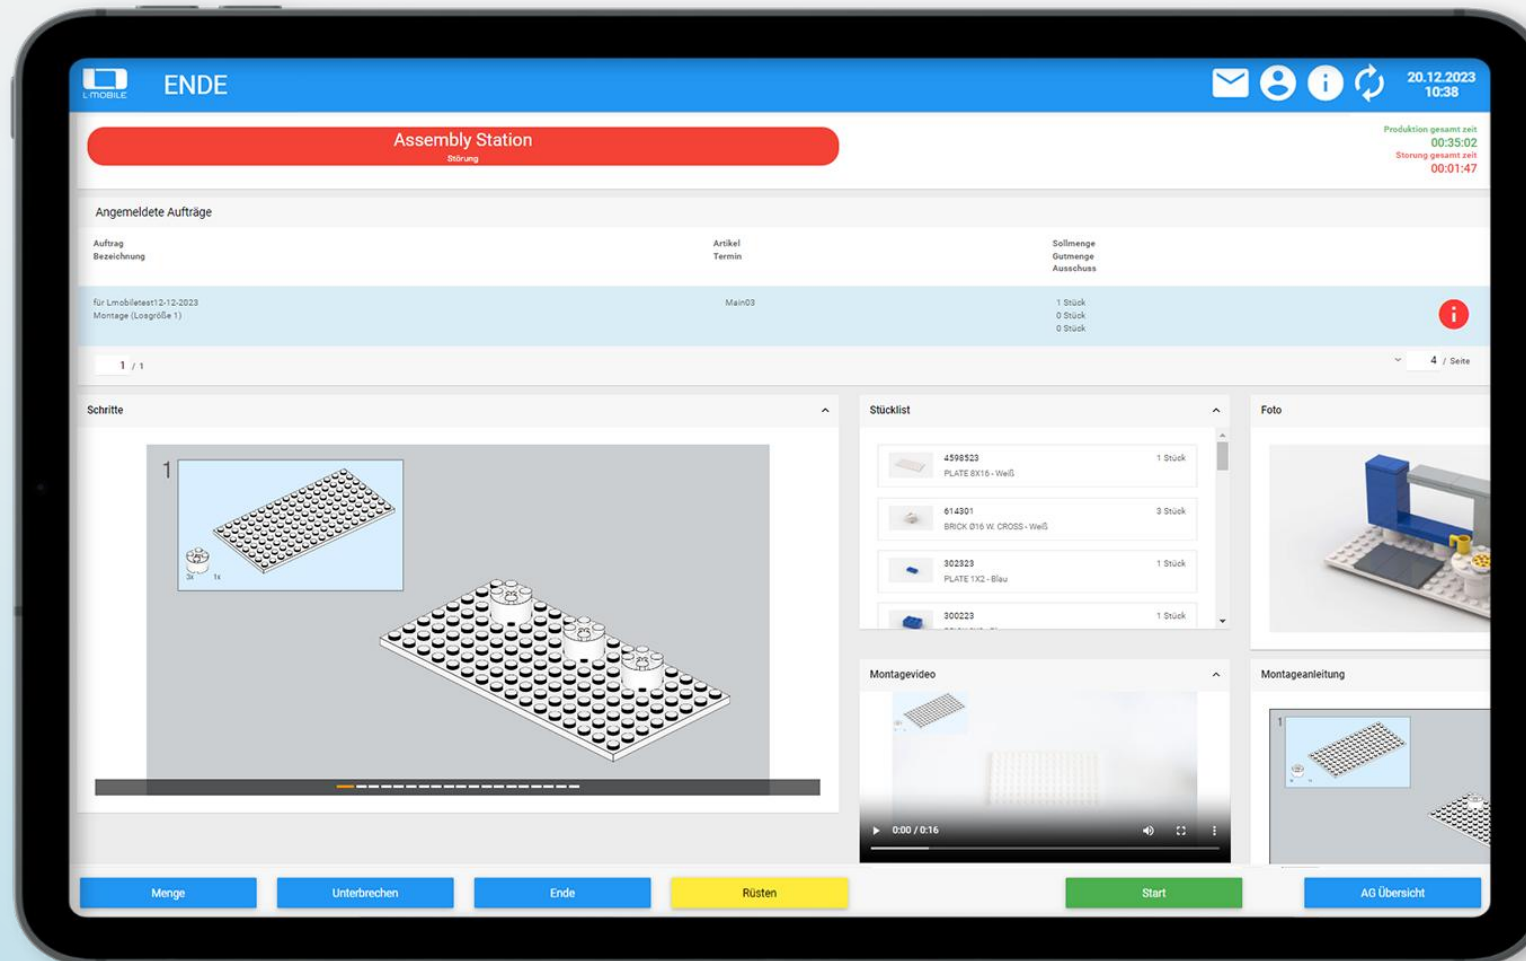 L-MOBILE
ENDE
20.12.2023
10:38
Assembly Station
Störung
Produktion gesamt zeit
00:35:02
Storung gesamt zeit
00:01:47
Angemeldete Aufträge
Auftrag
Bezeichnung
Artikel
Termin
Sollmenge
Gutmenge
Ausschuss
für Lmobiletest12-12-2023
Montage (Losgröße 1)
Main03
1 Stück
0 Stück
0 Stück
1 / 1
4 / Seite
Schritte
1
3x 1x
Stücklist
4598523 1 Stück
PLATE 8X16 - Weiß
614301 3 Stück
BRICK Ø16 W. CROSS - Weiß
302323 1 Stück
PLATE 1X2 - Blau
300223 1 Stück
Foto
Montagevideo
0:00 / 0:16
Montageanleitung
1
Menge
Unterbrechen
Ende
Rüsten
Start
AG Übersicht